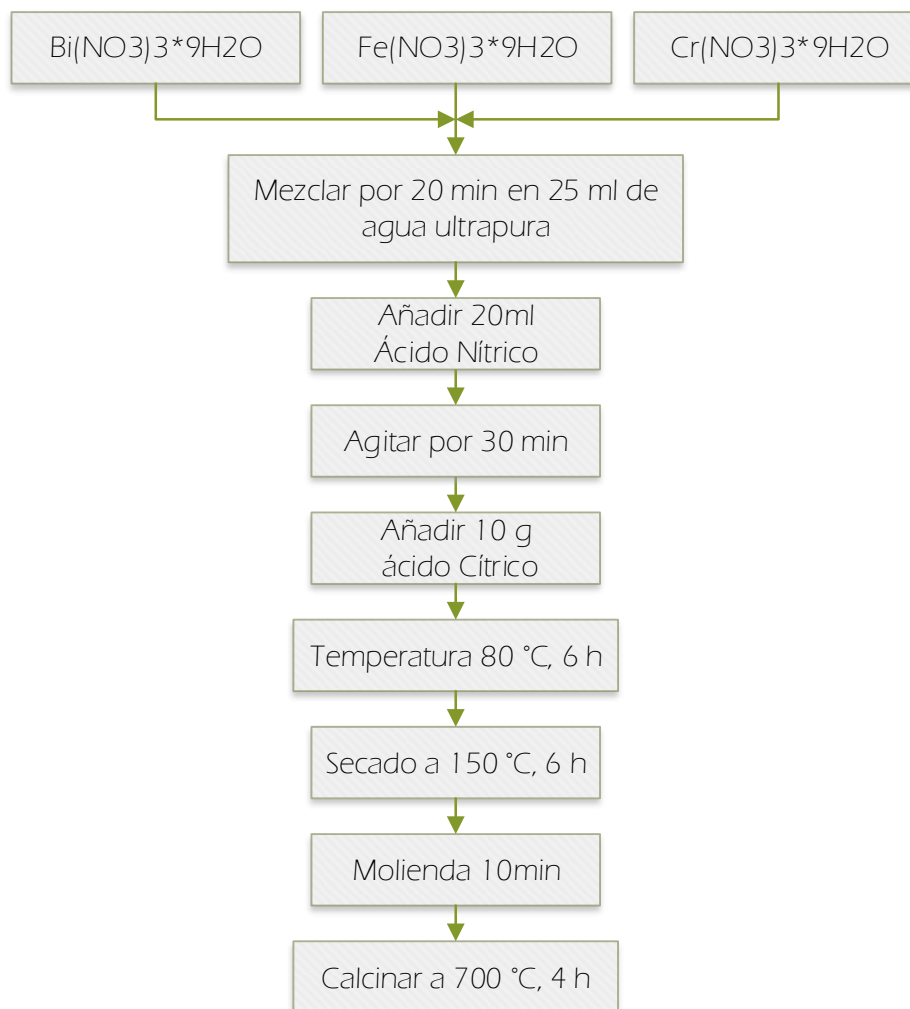 Bi(NO3)3*9H2O
Fe(NO3)3*9H2O
Cr(NO3)3*9H2O
Mezclar por 20 min en 25 ml de
agua ultrapura
Añadir 20ml
Ácido Nítrico
Agitar por 30 min
Añadir 10 g
ácido Cítrico
Temperatura 80 °C, 6 h
Secado a 150 °C, 6 h
Molienda 10min
Calcinar a 700 °C, 4 h